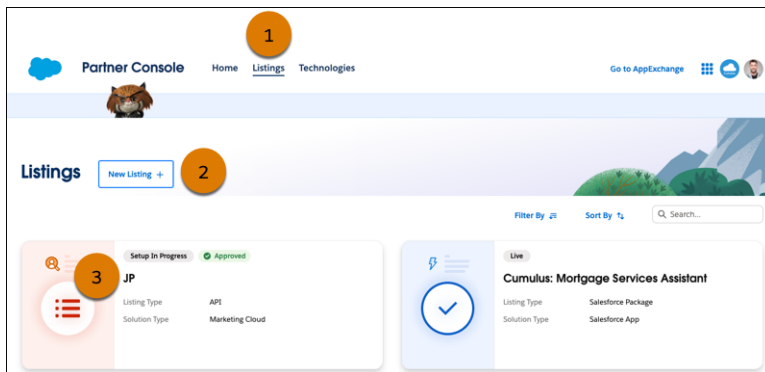 1
Partner Console Home Listings Technologies Go to AppExchange
Listings New Listing + 2
Filter By Sort By Search...
Setup In Progress Approved
3 JP
Listing Type API
Solution Type Marketing Cloud
Live
Cumulus: Mortgage Services Assistant
Listing Type Salesforce Package
Solution Type Salesforce App